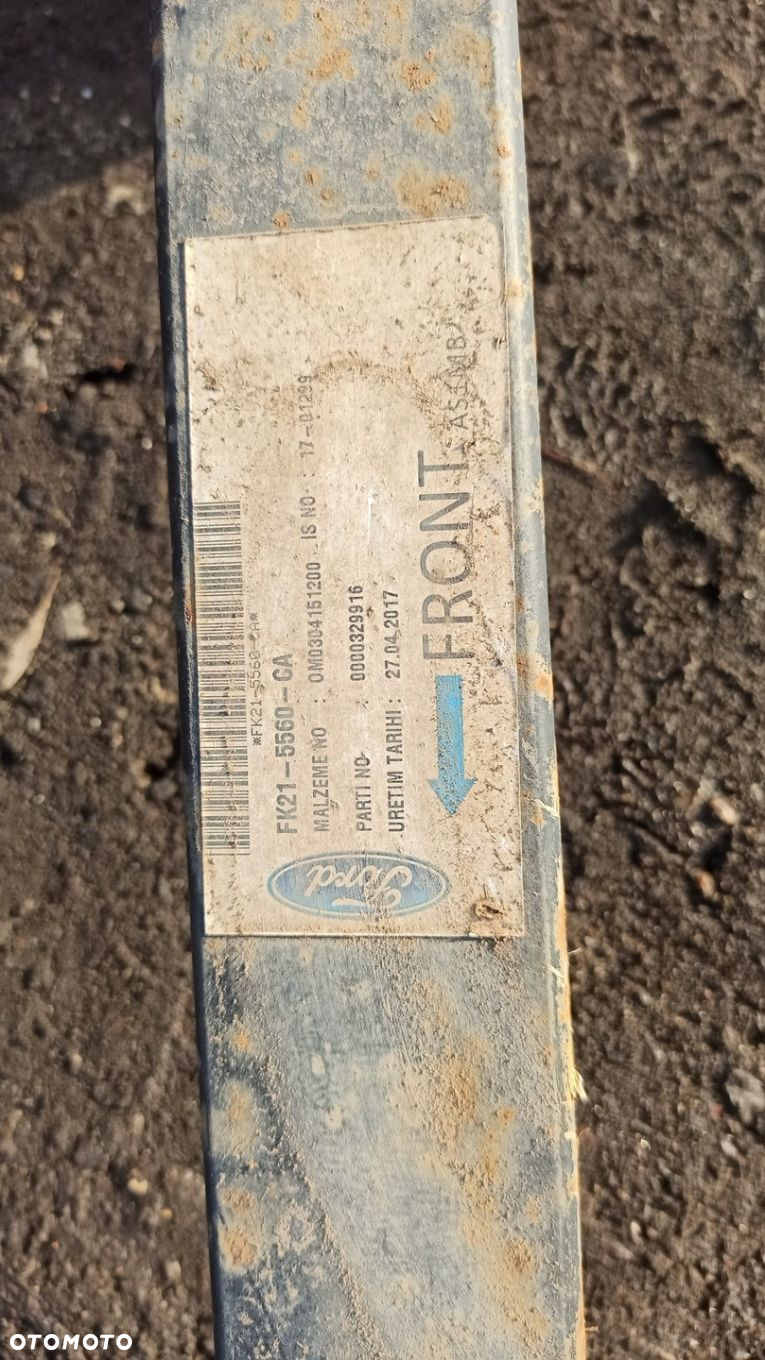 *FK21-5560-CA*
FK21-5560-CA
MALZEME NO : OM0304151200 IS NO : 17-01299
PARTI NO : 0000329916
URETIM TARIHI : 27.04.2017
FRONT
Ford
OTOMOTO